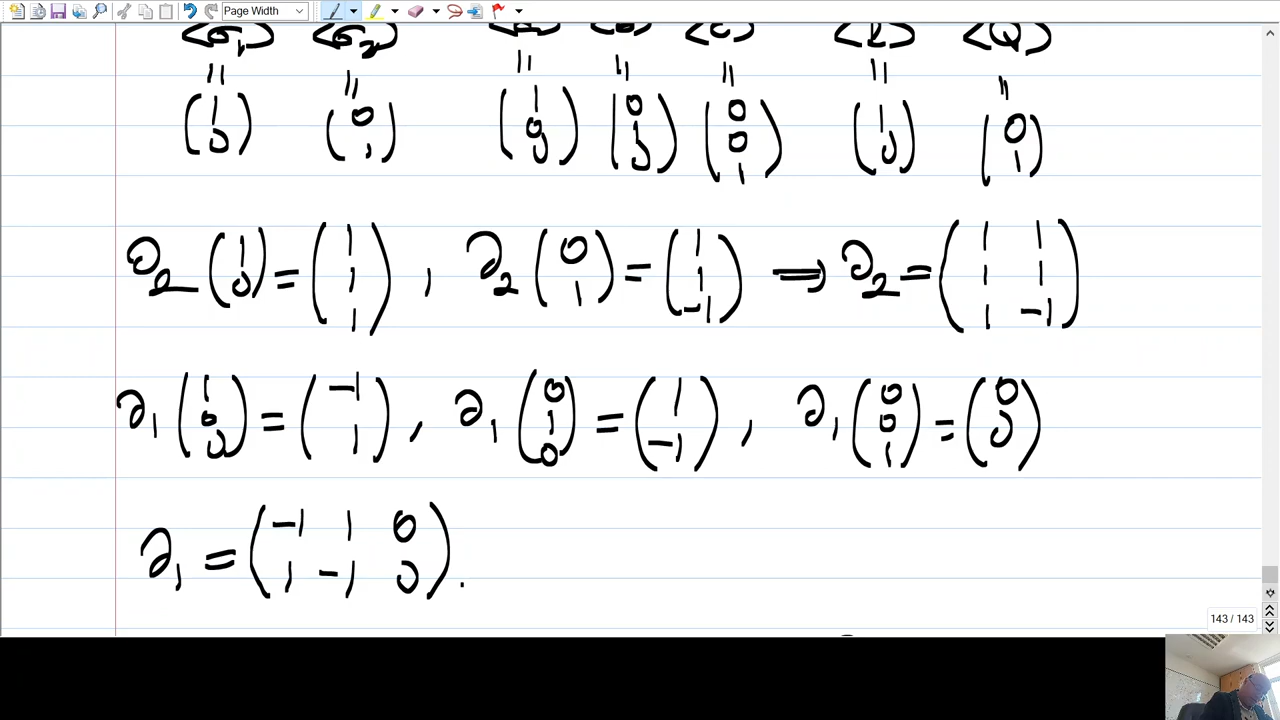 Page Width
<σ₁> <σ₂> <C> <Q>
= = = = = = =
(1 0) (0 1) (1 0 0) (0 1 0) (0 0 1) (1 0) (0 1)
∂₂ (1 0) = (1 1 1) , ∂₂ (0 1) = (1 1 -1) ⟹ ∂₂ = (1 1; 1 1; 1 -1)
∂₁ (1 0 0) = (-1 1) , ∂₁ (0 1 0) = (1 -1) , ∂₁ (0 0 1) = (0 0)
∂₁ = (-1 1 0; 1 -1 0) .
143 / 143